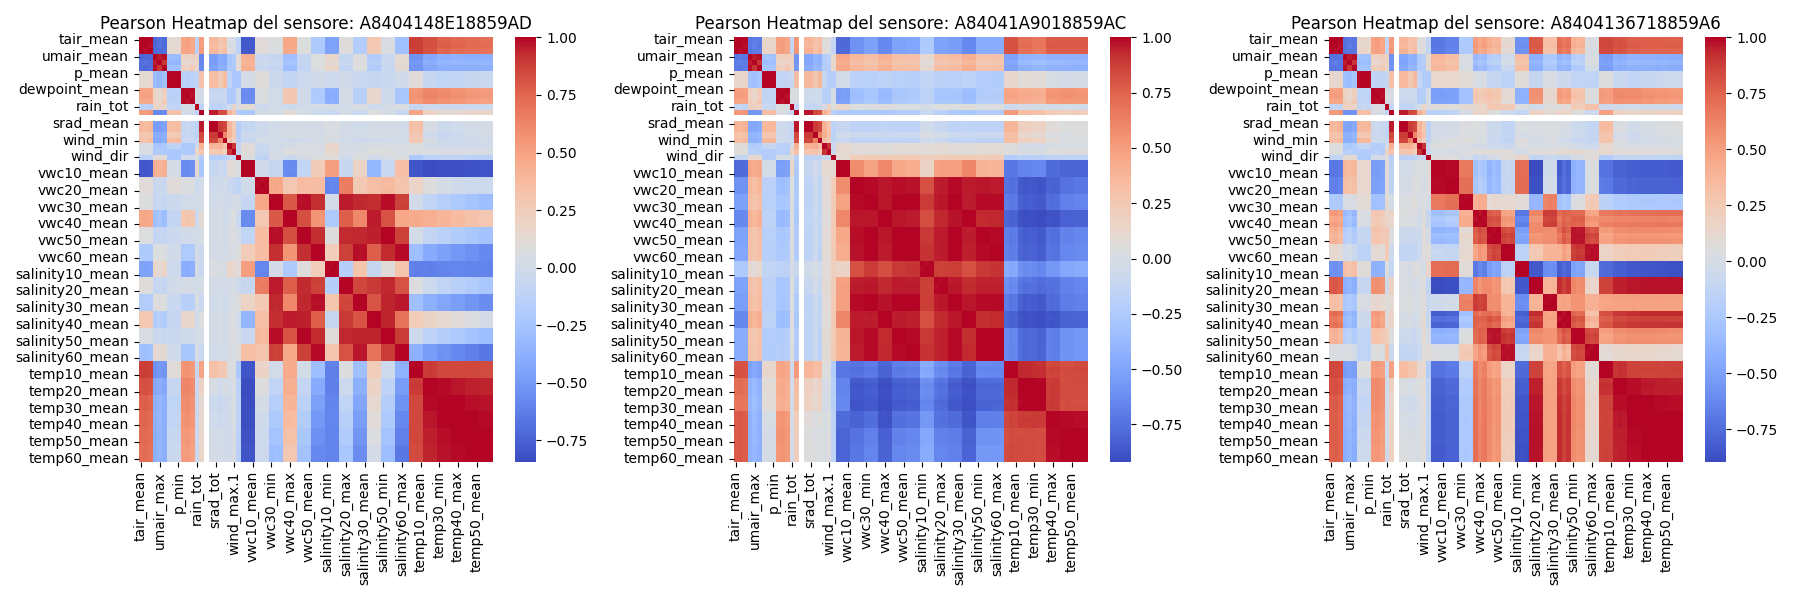 Pearson Heatmap del sensore: A8404148E18859AD
tair_mean
umair_mean
p_mean
dewpoint_mean
rain_tot
srad_mean
wind_min
wind_dir
vwc10_mean
vwc20_mean
vwc30_mean
vwc40_mean
vwc50_mean
vwc60_mean
salinity10_mean
salinity20_mean
salinity30_mean
salinity40_mean
salinity50_mean
salinity60_mean
temp10_mean
temp20_mean
temp30_mean
temp40_mean
temp50_mean
temp60_mean
tair_mean
umair_max
p_min
rain_tot
srad_tot
wind_max.1
vwc10_mean
vwc30_min
vwc40_max
vwc50_mean
salinity10_min
salinity20_max
salinity30_mean
salinity50_min
salinity60_max
temp10_mean
temp30_min
temp40_max
temp50_mean
1.00
0.75
0.50
0.25
0.00
−0.25
−0.50
−0.75
Pearson Heatmap del sensore: A84041A9018859AC
tair_mean
umair_mean
p_mean
dewpoint_mean
rain_tot
srad_mean
wind_min
wind_dir
vwc10_mean
vwc20_mean
vwc30_mean
vwc40_mean
vwc50_mean
vwc60_mean
salinity10_mean
salinity20_mean
salinity30_mean
salinity40_mean
salinity50_mean
salinity60_mean
temp10_mean
temp20_mean
temp30_mean
temp40_mean
temp50_mean
temp60_mean
tair_mean
umair_max
p_min
rain_tot
srad_tot
wind_max.1
vwc10_mean
vwc30_min
vwc40_max
vwc50_mean
salinity10_min
salinity20_max
salinity30_mean
salinity50_min
salinity60_max
temp10_mean
temp30_min
temp40_max
temp50_mean
1.00
0.75
0.50
0.25
0.00
−0.25
−0.50
−0.75
Pearson Heatmap del sensore: A8404136718859A6
tair_mean
umair_mean
p_mean
dewpoint_mean
rain_tot
srad_mean
wind_min
wind_dir
vwc10_mean
vwc20_mean
vwc30_mean
vwc40_mean
vwc50_mean
vwc60_mean
salinity10_mean
salinity20_mean
salinity30_mean
salinity40_mean
salinity50_mean
salinity60_mean
temp10_mean
temp20_mean
temp30_mean
temp40_mean
temp50_mean
temp60_mean
tair_mean
umair_max
p_min
rain_tot
srad_tot
wind_max.1
vwc10_mean
vwc30_min
vwc40_max
vwc50_mean
salinity10_min
salinity20_max
salinity30_mean
salinity50_min
salinity60_max
temp10_mean
temp30_min
temp40_max
temp50_mean
1.00
0.75
0.50
0.25
0.00
−0.25
−0.50
−0.75